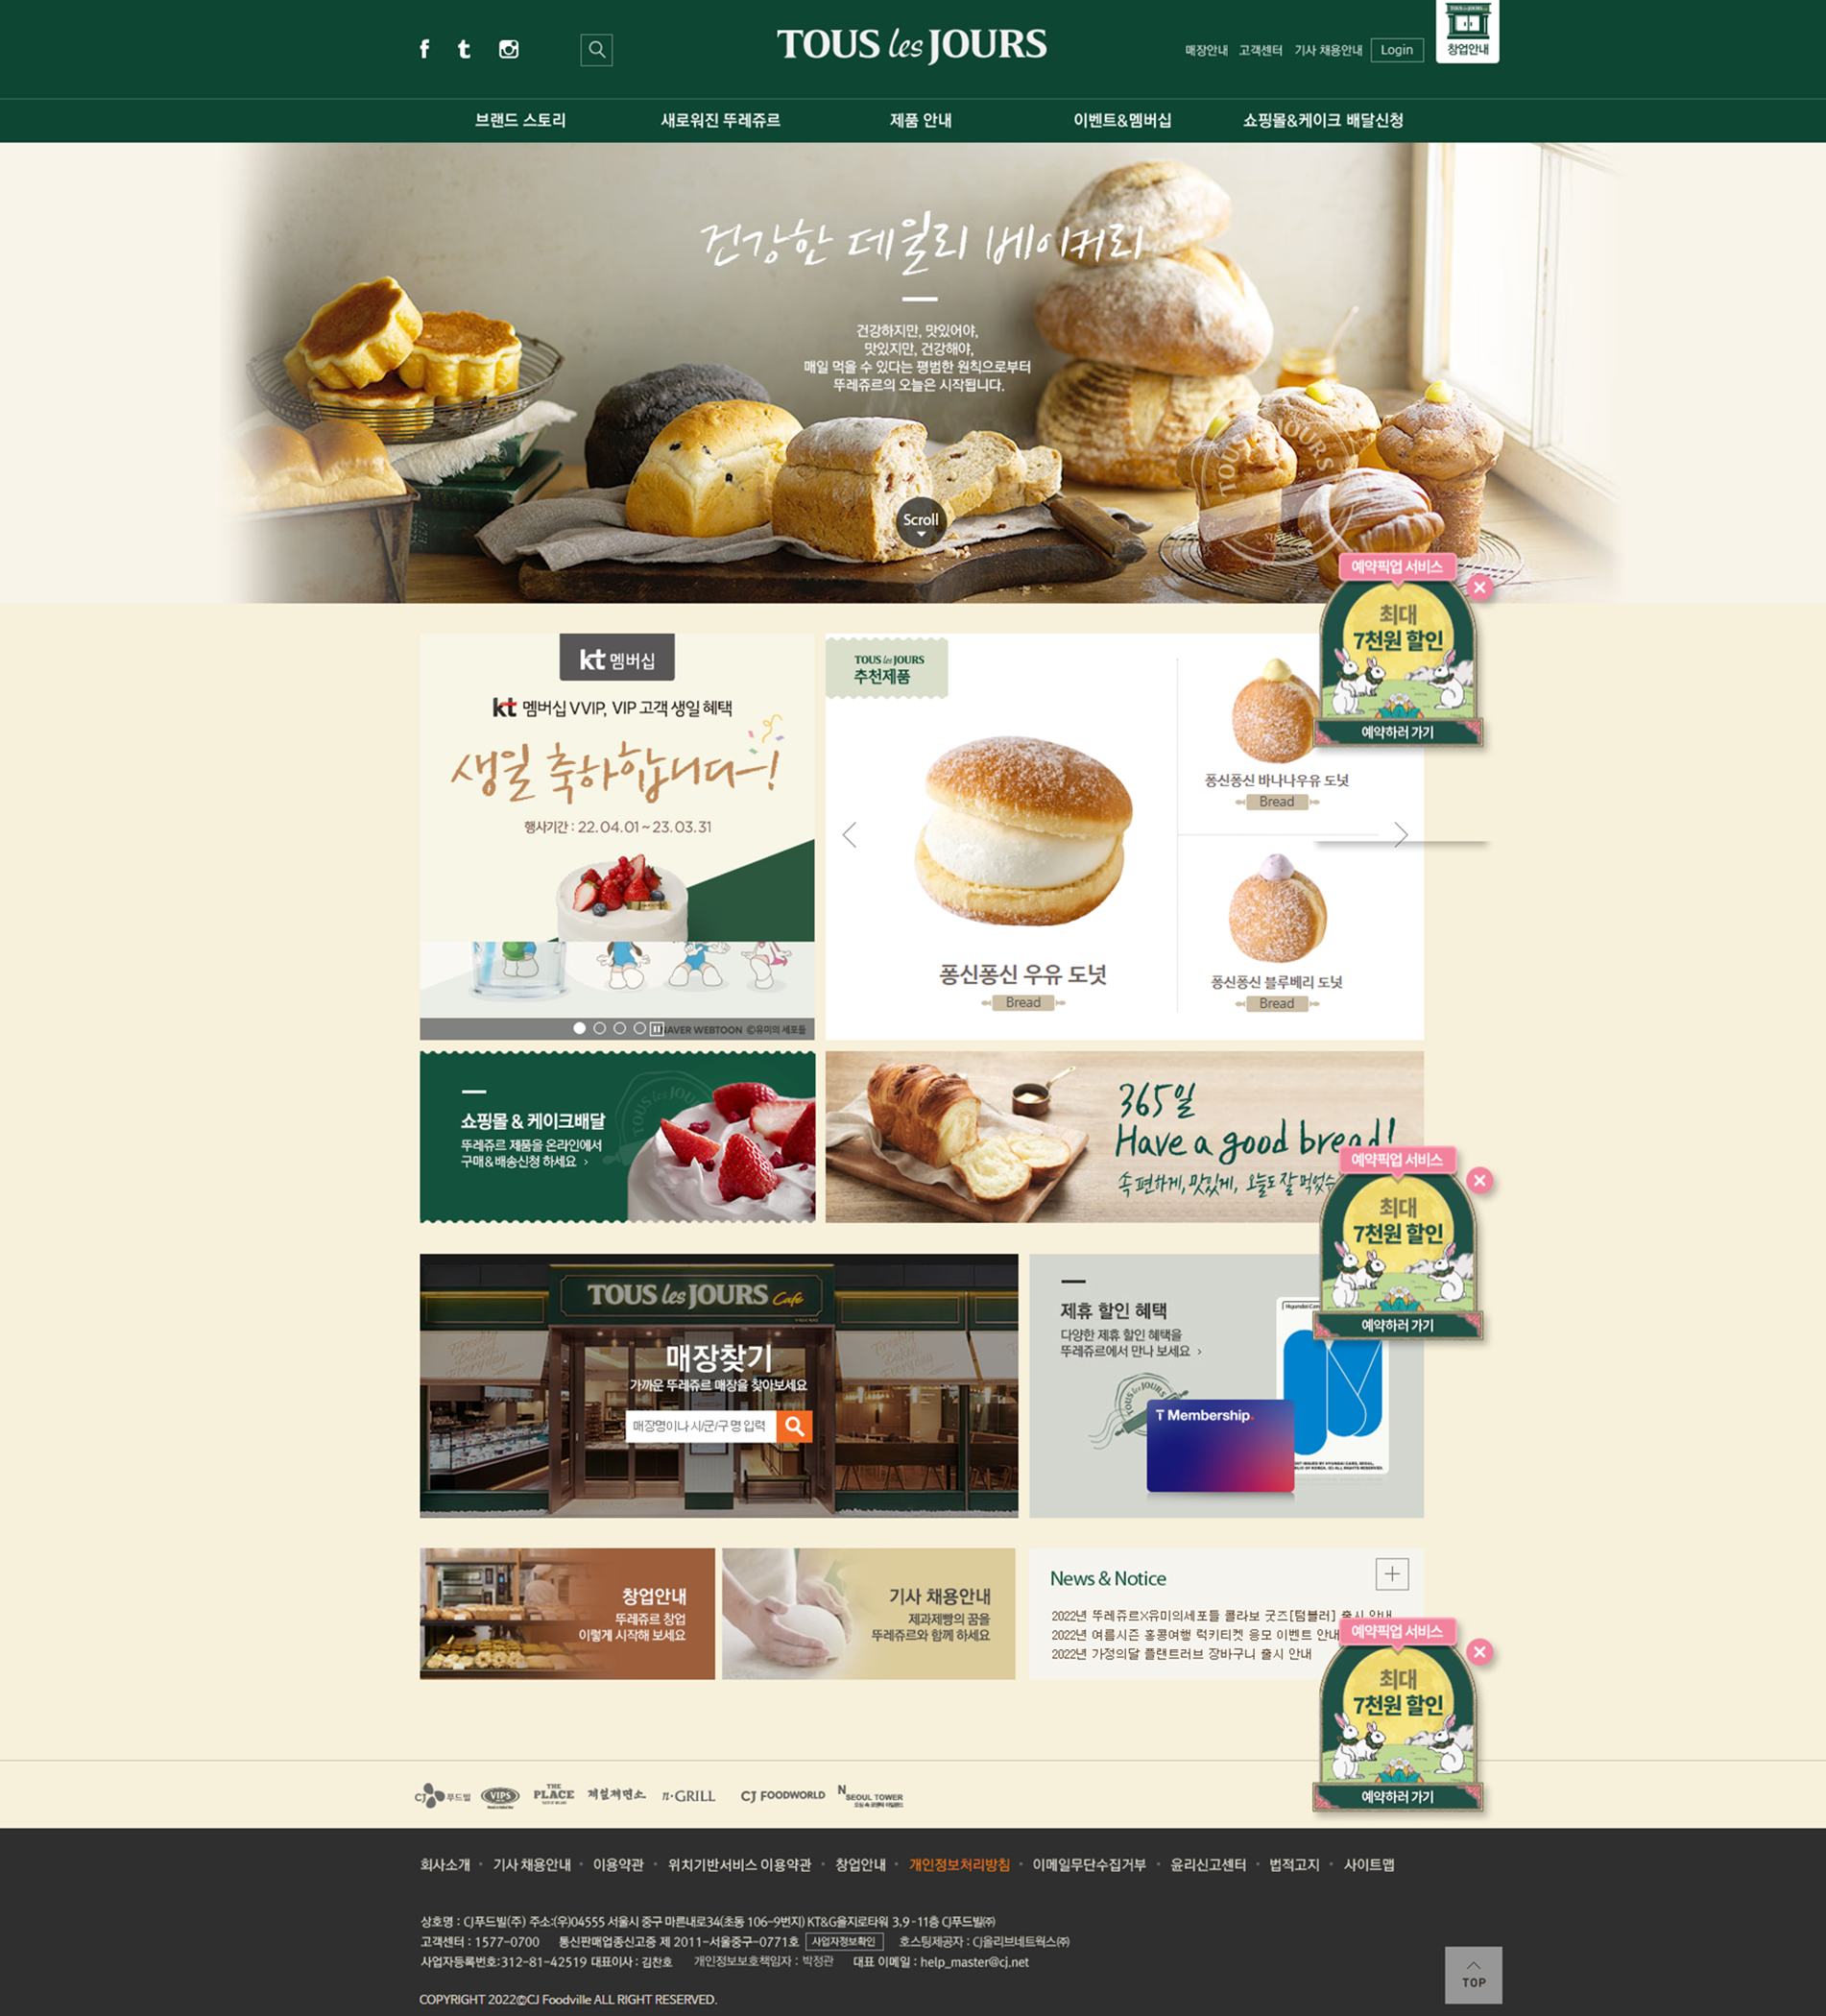 TOUS les JOURS
매장안내 고객센터 기사 채용안내 Login
TOUS les JOURS
창업안내
브랜드 스토리 새로워진 뚜레쥬르 제품 안내 이벤트&멤버십 쇼핑몰&케이크 배달신청
건강한 데일리 베이커리
건강하지만, 맛있어야,
맛있지만, 건강해야,
매일 먹을 수 있다는 평범한 원칙으로부터
뚜레쥬르의 오늘은 시작됩니다.
TOUS les JOURS
Scroll
예약픽업 서비스
최대
7천원 할인
예약하러 가기
kt 멤버십
kt 멤버십 VVIP, VIP 고객 생일 혜택
생일 축하합니다~!
행사기간 : 22.04.01 ~ 23.03.31
NAVER WEBTOON ©유미의 세포들
TOUS les JOURS
추천제품
퐁신퐁신 우유 도넛
Bread
퐁신퐁신 바나나우유 도넛
Bread
퐁신퐁신 블루베리 도넛
Bread
쇼핑몰 & 케이크배달
뚜레쥬르 제품을 온라인에서
구매&배송신청 하세요 ›
TOUS les JOURS
365일
Have a good bread!
속 편하게, 맛있게, 오늘도 잘 먹었습
예약픽업 서비스
최대
7천원 할인
예약하러 가기
TOUS les JOURS Café
Freshly Baked Everyday
Freshly Baked Everyday
매장찾기
가까운 뚜레쥬르 매장을 찾아보세요
매장명이나 시/군/구 명 입력
제휴 할인 혜택
다양한 제휴 할인 혜택을
뚜레쥬르에서 만나 보세요 ›
TOUS les JOURS
T Membership.
창업안내
뚜레쥬르 창업
이렇게 시작해 보세요
기사 채용안내
제과제빵의 꿈을
뚜레쥬르와 함께 하세요
News & Notice
2022년 뚜레쥬르X유미의세포들 콜라보 굿즈[텀블러] 출시 안내
2022년 여름시즌 홍콩여행 럭키티켓 응모 이벤트 안내
2022년 가정의달 플랜트러브 장바구니 출시 안내
예약픽업 서비스
최대
7천원 할인
예약하러 가기
CJ 푸드빌 VIPS THE PLACE 제일제면소 n·GRILL CJ FOODWORLD N SEOUL TOWER
회사소개 · 기사 채용안내 · 이용약관 · 위치기반서비스 이용약관 · 창업안내 · 개인정보처리방침 · 이메일무단수집거부 · 윤리신고센터 · 법적고지 · 사이트맵
상호명 : CJ푸드빌(주) 주소:(우)04555 서울시 중구 마른내로34(초동 106-9번지) KT&G을지로타워 3,9-11층 CJ푸드빌㈜
고객센터 : 1577-0700 통신판매업종신고증 제 2011-서울중구-0771호 사업자정보확인 호스팅제공자 : CJ올리브네트웍스㈜
사업자등록번호:312-81-42519 대표이사 : 김찬호 개인정보보호책임자 : 박정관 대표 이메일 : help_master@cj.net
COPYRIGHT 2022©CJ Foodville ALL RIGHT RESERVED.
TOP